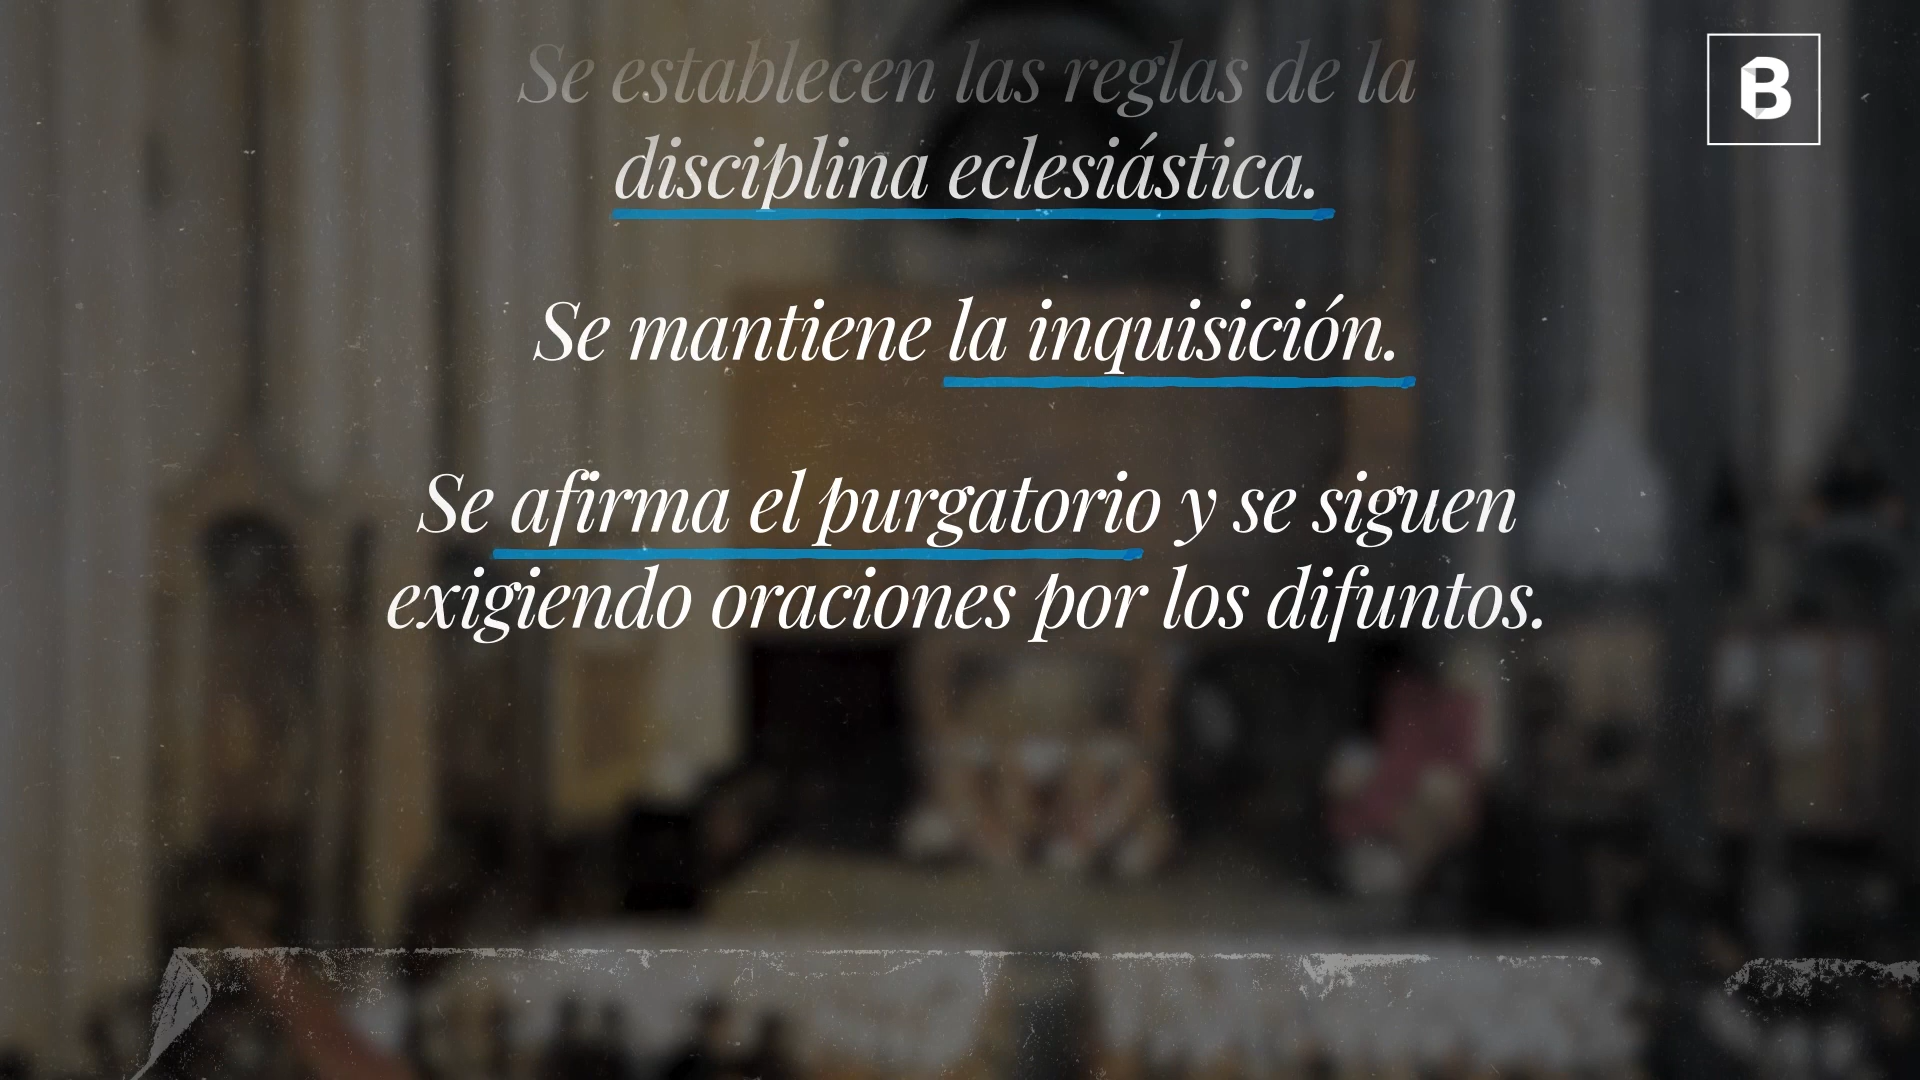 Se establecen las reglas de la
disciplina eclesiástica.
Se mantiene la inquisición.
Se afirma el purgatorio y se siguen
exigiendo oraciones por los difuntos.
B